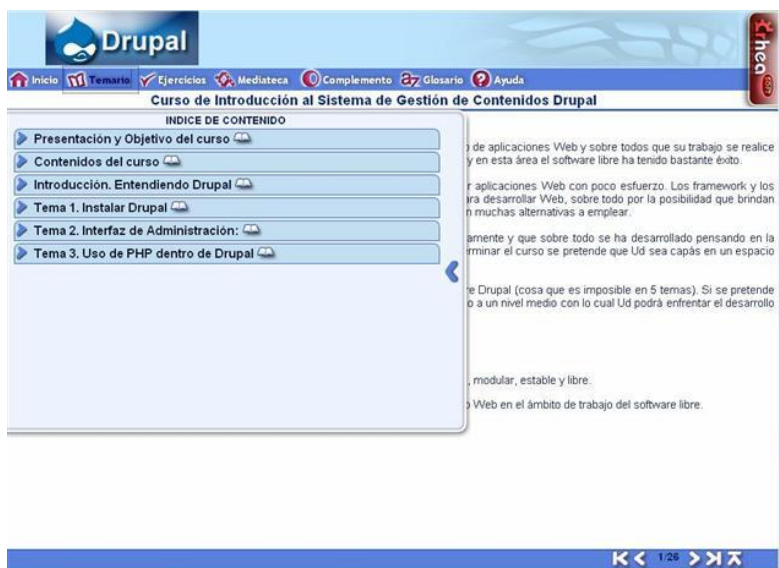 Drupal
Crhea
Inicio Temario Ejercicios Mediateca Complemento Glosario Ayuda
Curso de Introducción al Sistema de Gestión de Contenidos Drupal
INDICE DE CONTENIDO
Presentación y Objetivo del curso
Contenidos del curso
Introducción. Entendiendo Drupal
Tema 1. Instalar Drupal
Tema 2. Interfaz de Administración:
Tema 3. Uso de PHP dentro de Drupal
de aplicaciones Web y sobre todos que su trabajo se realice
y en esta área el software libre ha tenido bastante éxito.
r aplicaciones Web con poco esfuerzo. Los framework y los
ara desarrollar Web, sobre todo por la posibilidad que brindan
n muchas alternativas a emplear.
amente y que sobre todo se ha desarrollado pensando en la
erminar el curso se pretende que Ud sea capás en un espacio
re Drupal (cosa que es imposible en 5 temas). Si se pretende
o a un nivel medio con lo cual Ud podrá enfrentar el desarrollo
, modular, estable y libre.
Web en el ámbito de trabajo del software libre.
1/26